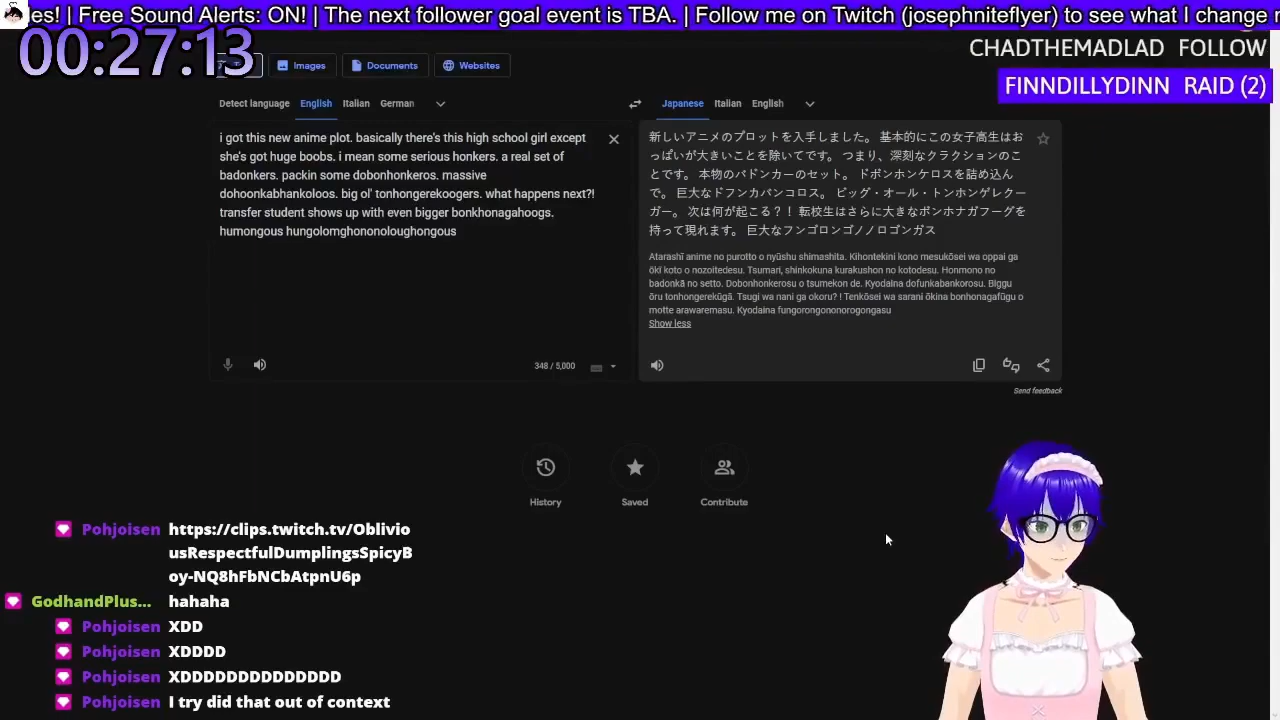 les! | Free Sound Alerts: ON! | The next follower goal event is TBA. | Follow me on Twitch (josephniteflyer) to see what I change
00:27:13
CHADTHEMADLAD FOLLOW
FINNDILLYDINN RAID (2)
Images
Documents
Websites
Detect language
English
Italian
German
Japanese
Italian
English
i got this new anime plot. basically there's this high school girl except
she's got huge boobs. i mean some serious honkers. a real set of
badonkers. packin some dobonhonkeros. massive
dohoonkabhankoloos. big ol' tonhongerekoogers. what happens next?!
transfer student shows up with even bigger bonkhonagahoogs.
humongous hungolomghononoloughongous
348 / 5,000
新しいアニメのプロットを入手しました。 基本的にこの女子高生はお
っぱいが大きいことを除いてです。 つまり、深刻なクラクションのこ
とです。 本物のバドンカーのセット。 ドボンホンケロスを詰め込ん
で。 巨大なドフンカバンコロス。 ビッグ・オール・トンホンゲレクー
ガー。 次は何が起こる？！ 転校生はさらに大きなボンホナガフーグを
持って現れます。 巨大なフンゴロンゴノノロゴンガス
Atarashī anime no purotto o nyūshu shimashita. Kihontekini kono mesukōsei wa oppai ga
ōkī koto o nozoitedesu. Tsumari, shinkokuna kurakushon no kotodesu. Honmono no
badonkā no setto. Dobonhonkerosu o tsumekon de. Kyodaina dofunkabankorosu. Biggu
ōru tonhongerekūgā. Tsugi wa nani ga okoru? ! Tenkōsei wa sarani ōkina bonhonagafūgu o
motte arawaremasu. Kyodaina fungorongononorogongasu
Show less
Send feedback
History
Saved
Contribute
Pohjoisen https://clips.twitch.tv/Oblivio
usRespectfulDumplingsSpicyB
oy-NQ8hFbNCbAtpnU6p
GodhandPlus... hahaha
Pohjoisen XDD
Pohjoisen XDDDD
Pohjoisen XDDDDDDDDDDDDDD
Pohjoisen I try did that out of context